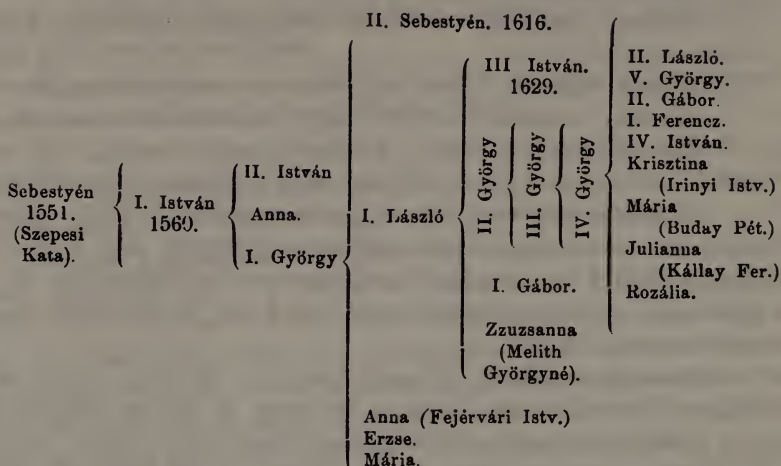 Sebestyén
1551.
(Szepesi
Kata).
I. István
1569.
II. István
Anna.
I. György
II. Sebestyén. 1616.
I. László
Anna (Fejérvári Istv.)
Erzse.
Mária.
III István.
1629.
II. György
III. György
IV. György
I. Gábor.
Zzuzsanna
(Melith
Györgyné).
II. László.
V. György.
II. Gábor.
I. Ferencz.
IV. István.
Krisztina
(Irinyi Istv.)
Mária
(Buday Pét.)
Julianna
(Kállay Fer.)
Rozália.